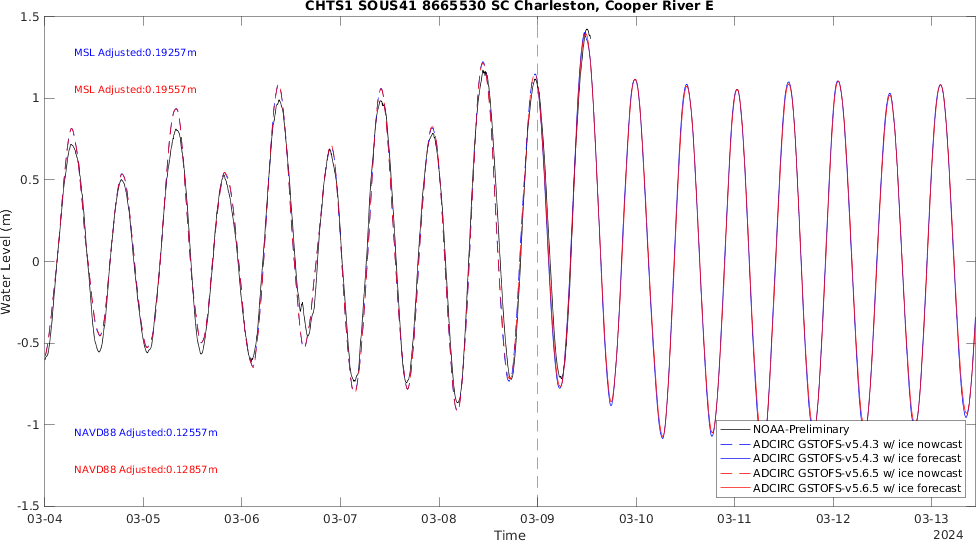 CHTS1 SOUS41 8665530 SC Charleston, Cooper River E
1.5
MSL Adjusted:0.19257m
MSL Adjusted:0.19557m
1
0.5
0
-0.5
-1
-1.5
Water Level (m)
NAVD88 Adjusted:0.12557m
NAVD88 Adjusted:0.12857m
NOAA-Preliminary
ADCIRC GSTOFS-v5.4.3 w/ ice nowcast
ADCIRC GSTOFS-v5.4.3 w/ ice forecast
ADCIRC GSTOFS-v5.6.5 w/ ice nowcast
ADCIRC GSTOFS-v5.6.5 w/ ice forecast
03-04 03-05 03-06 03-07 03-08 03-09 03-10 03-11 03-12 03-13
Time
2024